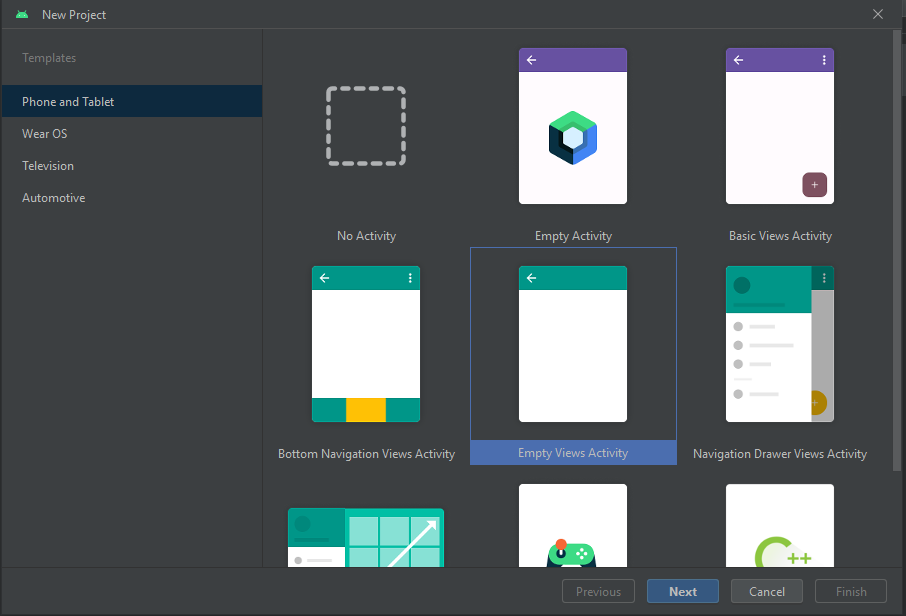 New Project
Templates
Phone and Tablet
Wear OS
Television
Automotive
No Activity
Empty Activity
Basic Views Activity
Bottom Navigation Views Activity
Empty Views Activity
Navigation Drawer Views Activity
C++
Previous
Next
Cancel
Finish